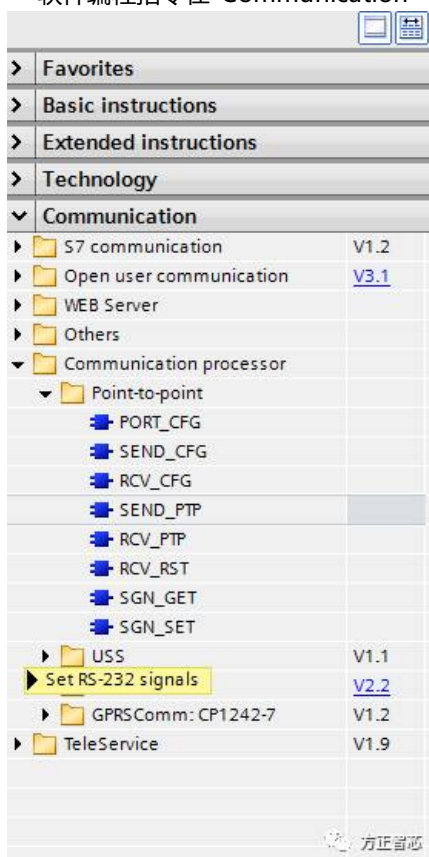 软件编程指令在 Communication
Favorites
Basic instructions
Extended instructions
Technology
Communication
S7 communication V1.2
Open user communication V3.1
WEB Server
Others
Communication processor
Point-to-point
PORT_CFG
SEND_CFG
RCV_CFG
SEND_PTP
RCV_PTP
RCV_RST
SGN_GET
SGN_SET
USS V1.1
Set RS-232 signals V2.2
GPRSComm: CP1242-7 V1.2
TeleService V1.9
方正智芯